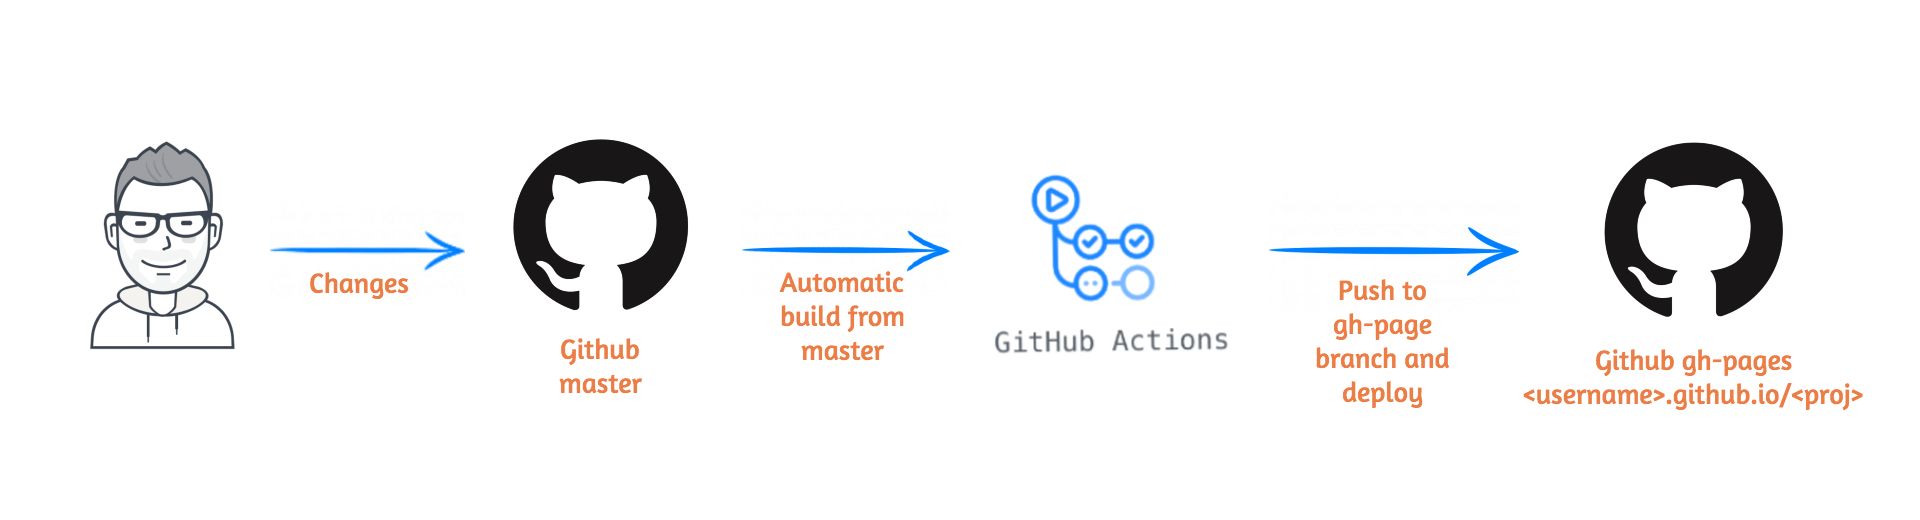 Changes
Github
master
Automatic
build from
master
GitHub Actions
Push to
gh-page
branch and
deploy
Github gh-pages
<username>.github.io/<proj>